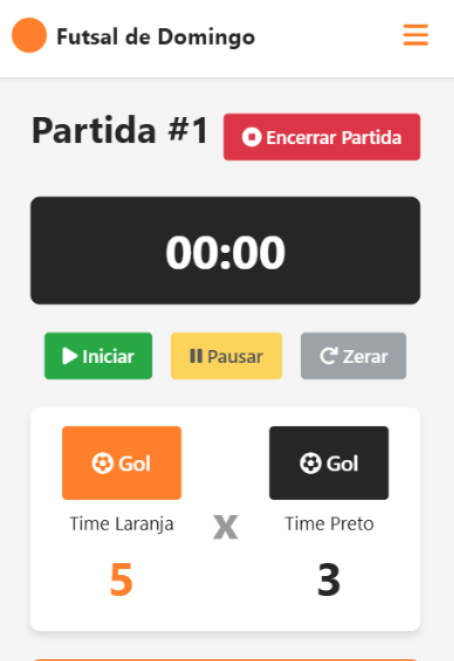 Futsal de Domingo
Partida #1
Encerrar Partida
00:00
Iniciar
Pausar
Zerar
Gol
Gol
Time Laranja
X
Time Preto
5
3